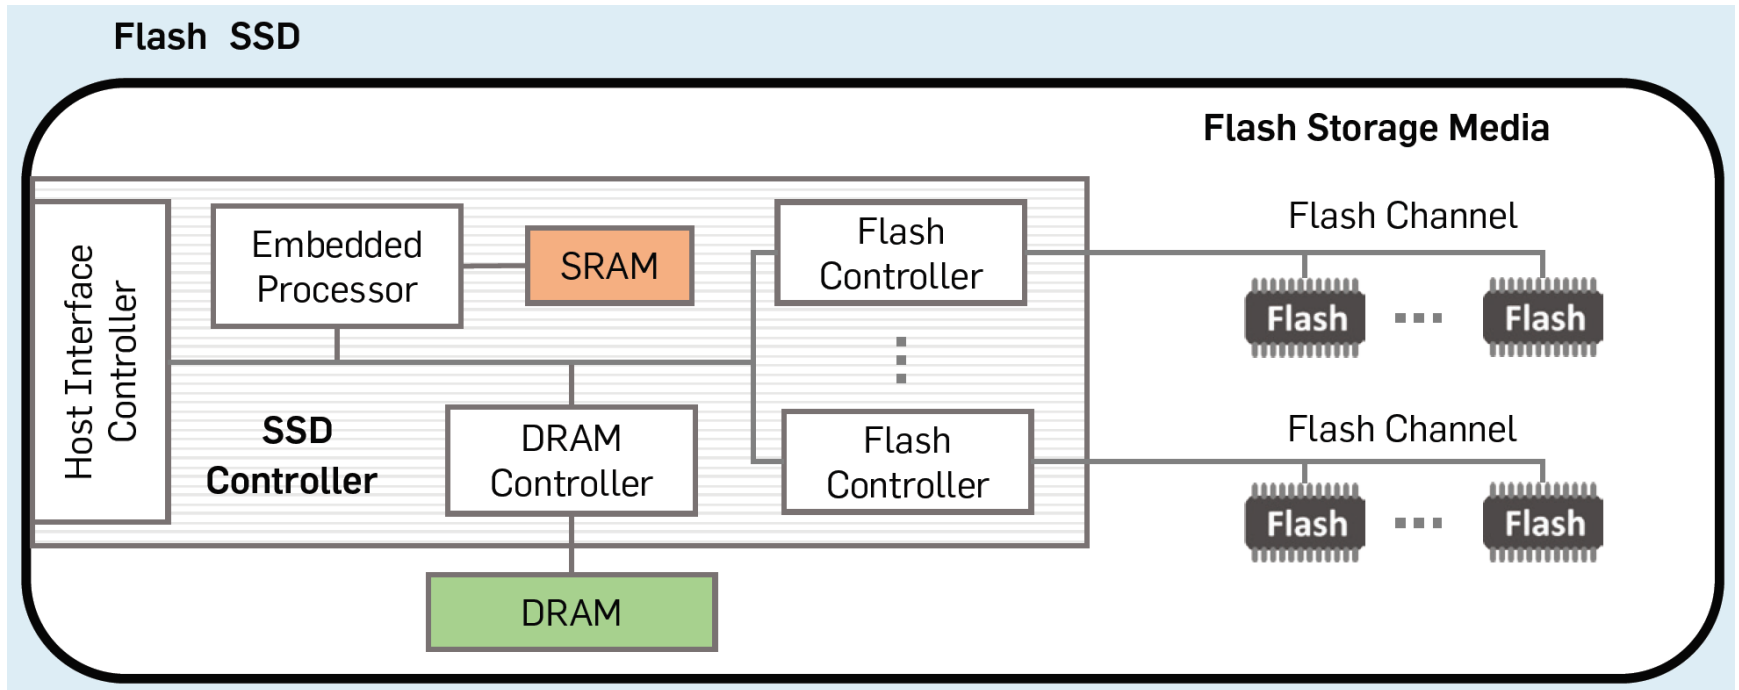 Flash SSD
Flash Storage Media
Host Interface
Controller
Embedded
Processor
SRAM
Flash
Controller
Flash Channel
Flash
Flash
SSD
Controller
DRAM
Controller
Flash
Controller
Flash Channel
Flash
Flash
DRAM